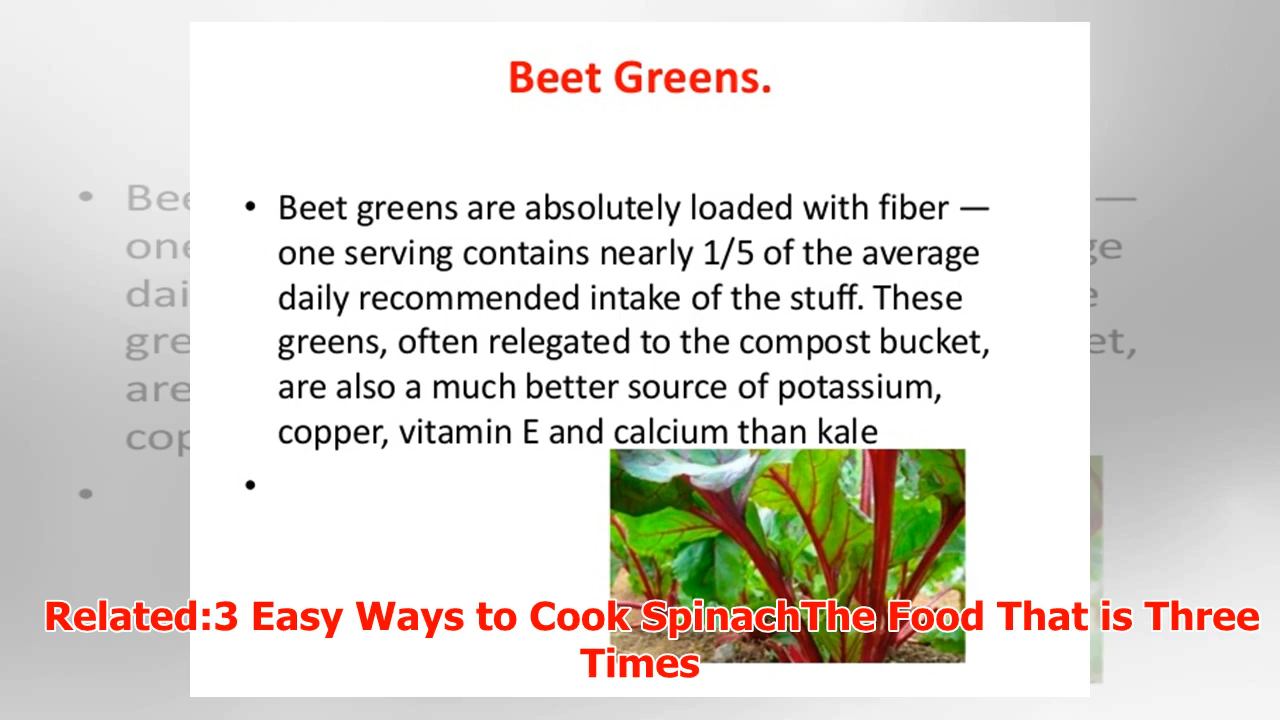 Beet Greens.
• Beet greens are absolutely loaded with fiber —
one serving contains nearly 1/5 of the average
daily recommended intake of the stuff. These
greens, often relegated to the compost bucket,
are also a much better source of potassium,
copper, vitamin E and calcium than kale
•
Related:3 Easy Ways to Cook SpinachThe Food That is Three
Times